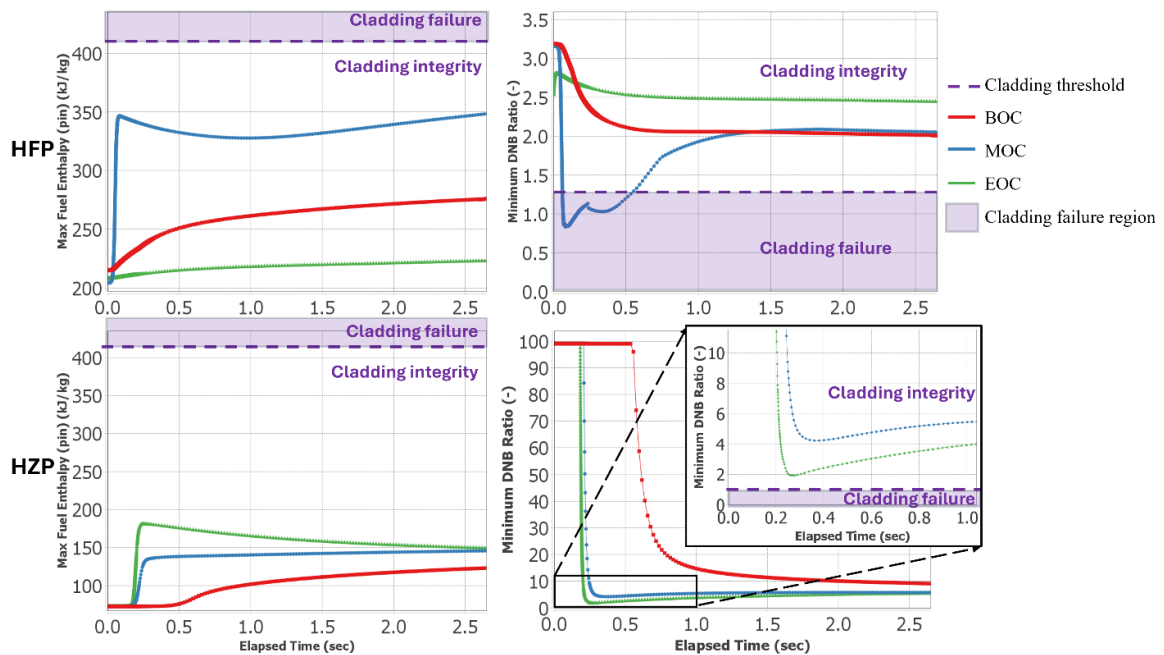 HFP
Max Fuel Enthalpy (pin) (kJ/kg)
400
350
300
250
200
Cladding failure
Cladding integrity
0.0 0.5 1.0 1.5 2.0 2.5
Minimum DNB Ratio (-)
3.5
3.0
2.5
2.0
1.5
1.0
0.5
0.0
Cladding integrity
Cladding failure
0.0 0.5 1.0 1.5 2.0 2.5
Cladding threshold
BOC
MOC
EOC
Cladding failure region
HZP
Max Fuel Enthalpy (pin) (kJ/kg)
400
350
300
250
200
150
100
Cladding failure
Cladding integrity
0.0 0.5 1.0 1.5 2.0 2.5
Elapsed Time (sec)
Minimum DNB Ratio (-)
100
90
80
70
60
50
40
30
20
10
0
0.0 0.5 1.0 1.5 2.0 2.5
Elapsed Time (sec)
Minimum DNB Ratio (-)
10
8
6
4
2
0
Cladding integrity
Cladding failure
0.0 0.2 0.4 0.6 0.8 1.0
Elapsed Time (sec)